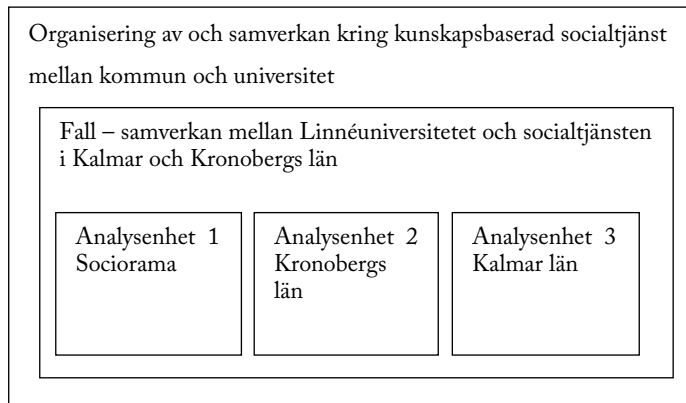 Organisering av och samverkan kring kunskapsbaserad socialtjänst
mellan kommun och universitet
Fall – samverkan mellan Linnéuniversitetet och socialtjänsten
i Kalmar och Kronobergs län
Analysenhet 1
Sociorama
Analysenhet 2
Kronobergs
län
Analysenhet 3
Kalmar län